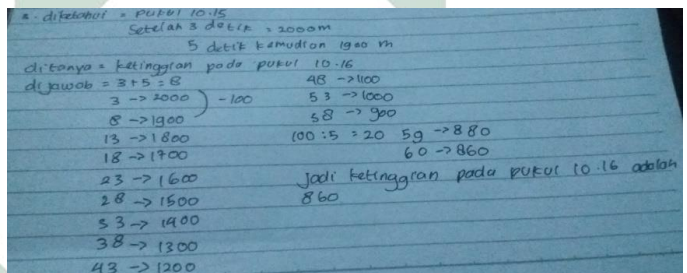 a. diketahui = pukul 10.15
Setelah 3 detik = 2000m
5 detik kemudian 1900 m
ditanya = ketinggian pada pukul 10.16
dijawab = 3+5 = 8
3 -> 2000
8 -> 1900
- 100
13 -> 1800
18 -> 1700
23 -> 1600
28 -> 1500
33 -> 1400
38 -> 1300
43 -> 1200
48 -> 1100
53 -> 1000
58 -> 900
100 : 5 = 20 59 -> 880
60 -> 860
Jadi ketinggian pada pukul 10.16 adalah
860